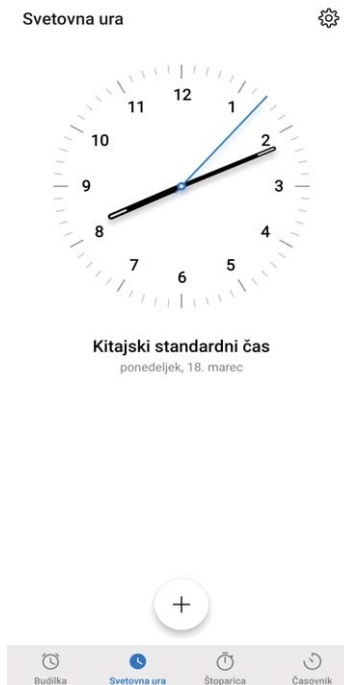 Svetovna ura
12
11
1
10
2
9
3
8
4
7
5
6
Kitajski standardni čas
ponedeljek, 18. marec
Budilka
Svetovna ura
Štoparica
Časovnik